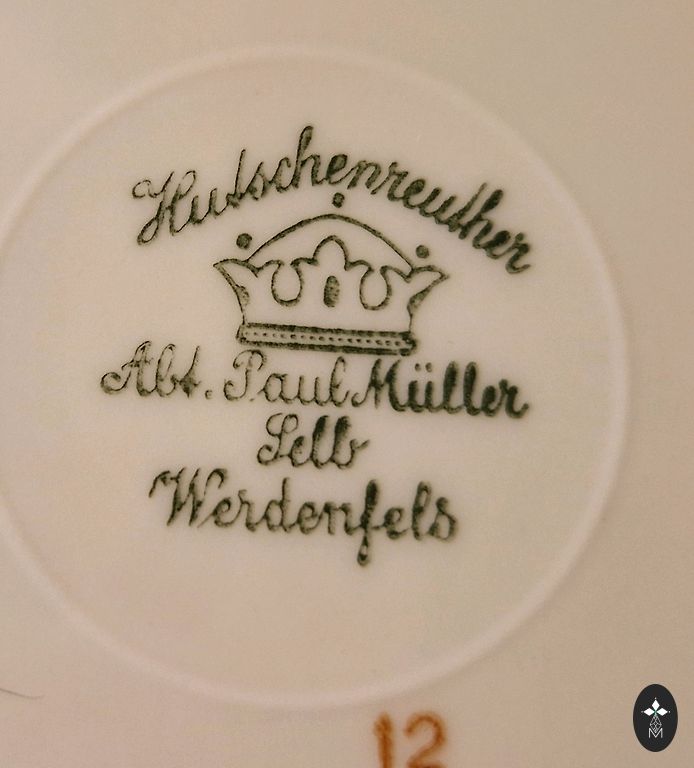 Hutschenreuther
Abt. Paul Müller
Selb
Werdenfels
12
M